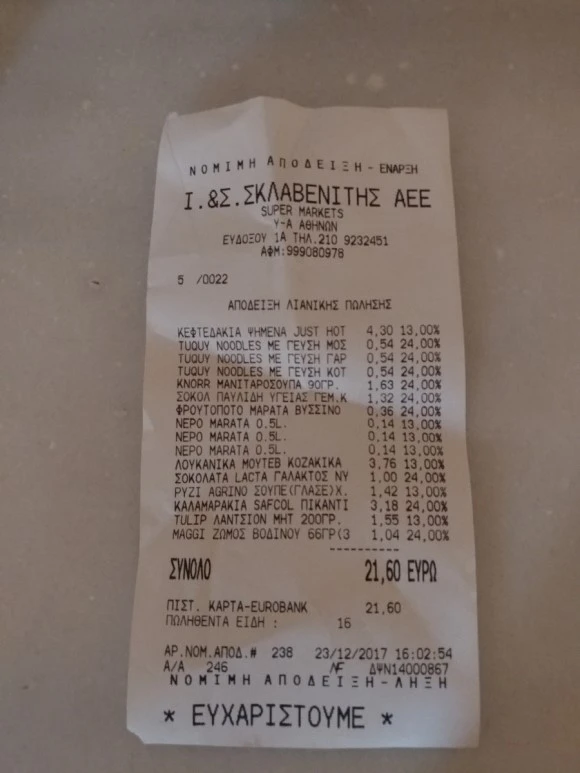 ΝΟΜΙΜΗ ΑΠΟΔΕΙΞΗ - ΕΝΑΡΞΗ
Ι.&Σ.ΣΚΛΑΒΕΝΙΤΗΣ ΑΕΕ
SUPER MARKETS
Υ-Α ΑΘΗΝΩΝ
ΕΥΔΟΞΟΥ 1Α ΤΗΛ.210 9232451
ΑΦΜ:999080978
5 /0022
ΑΠΟΔΕΙΞΗ ΛΙΑΝΙΚΗΣ ΠΩΛΗΣΗΣ
ΚΕΦΤΕΔΑΚΙΑ ΨΗΜΕΝΑ JUST HOT 4,30 13,00%
TUQUY NOODLES ΜΕ ΓΕΥΣΗ ΜΟΣ 0,54 24,00%
TUQUY NOODLES ΜΕ ΓΕΥΣΗ ΓΑΡ 0,54 24,00%
TUQUY NOODLES ΜΕ ΓΕΥΣΗ ΚΟΤ 0,54 24,00%
KNORR ΜΑΝΙΤΑΡΟΣΟΥΠΑ 90ΓΡ. 1,63 24,00%
ΣΟΚΟΛ ΠΑΥΛΙΔΗ ΥΓΕΙΑΣ ΓΕΜ.Κ 1,32 24,00%
ΦΡΟΥΤΟΠΟΤΟ ΜΑΡΑΤΑ ΒΥΣΣΙΝΟ 0,36 24,00%
ΝΕΡΟ ΜΑΡΑΤΑ 0.5L. 0,14 13,00%
ΝΕΡΟ ΜΑΡΑΤΑ 0.5L. 0,14 13,00%
ΝΕΡΟ ΜΑΡΑΤΑ 0.5L. 0,14 13,00%
ΛΟΥΚΑΝΙΚΑ ΜΟΥΤΕΒ ΚΟΖΑΚΙΚΑ 3,76 13,00%
ΣΟΚΟΛΑΤΑ LACTA ΓΑΛΑΚΤΟΣ NY 1,00 24,00%
ΡΥΖΙ AGRINO ΣΟΥΠΕ(ΓΛΑΣΕ)Χ. 1,42 13,00%
ΚΑΛΑΜΑΡΑΚΙΑ SAFCOL ΠΙΚΑΝΤΙ 3,18 24,00%
TULIP ΛΑΝΤΣΙΟΝ ΜΗΤ 200ΓΡ. 1,55 13,00%
MAGGI ΖΩΜΟΣ ΒΟΔΙΝΟΥ 66ΓΡ(3 1,04 24,00%
-----------
ΣΥΝΟΛΟ 21,60 ΕΥΡΩ
ΠΙΣΤ. ΚΑΡΤΑ-EUROBANK 21,60
ΠΩΛΗΘΕΝΤΑ ΕΙΔΗ : 16
ΑΡ.ΝΟΜ.ΑΠΟΔ.# 238 23/12/2017 16:02:54
Α/Α 246 ΔΨΝ14000867
ΝΟΜΙΜΗ ΑΠΟΔΕΙΞΗ-ΛΗΞΗ
* ΕΥΧΑΡΙΣΤΟΥΜΕ *